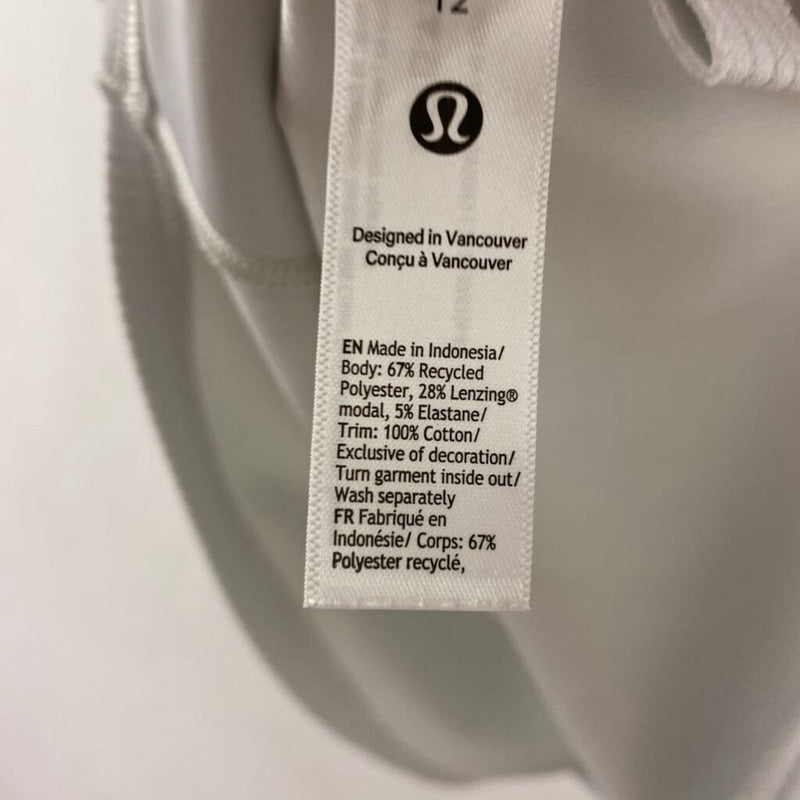 12
Designed in Vancouver
Conçu à Vancouver
EN Made in Indonesia/
Body: 67% Recycled
Polyester, 28% Lenzing®
modal, 5% Elastane/
Trim: 100% Cotton/
Exclusive of decoration/
Turn garment inside out/
Wash separately
FR Fabriqué en
Indonésie/ Corps: 67%
Polyester recyclé,